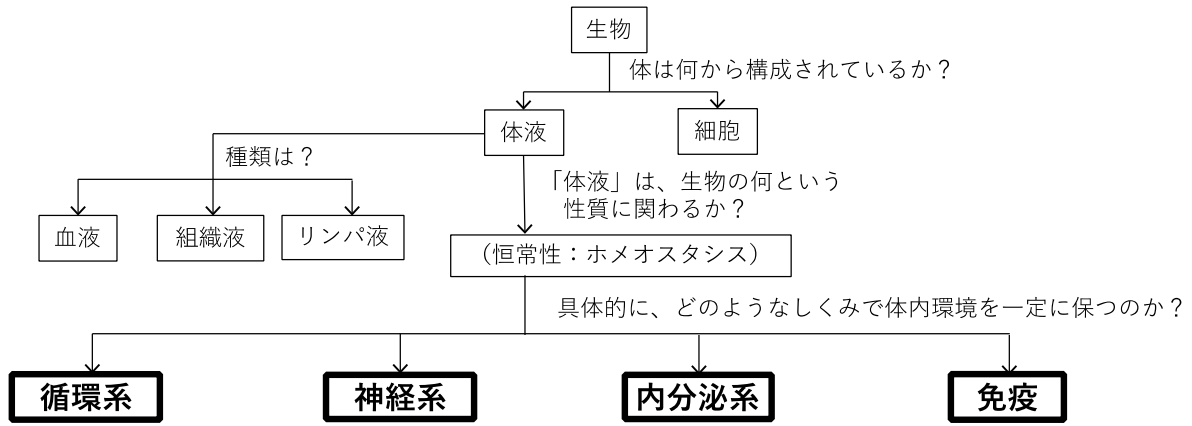 生物
体は何から構成されているか？
体液
細胞
種類は？
「体液」は、生物の何という
性質に関わるか？
血液
組織液
リンパ液
（恒常性：ホメオスタシス）
具体的に、どのようなしくみで体内環境を一定に保つのか？
循環系
神経系
内分泌系
免疫